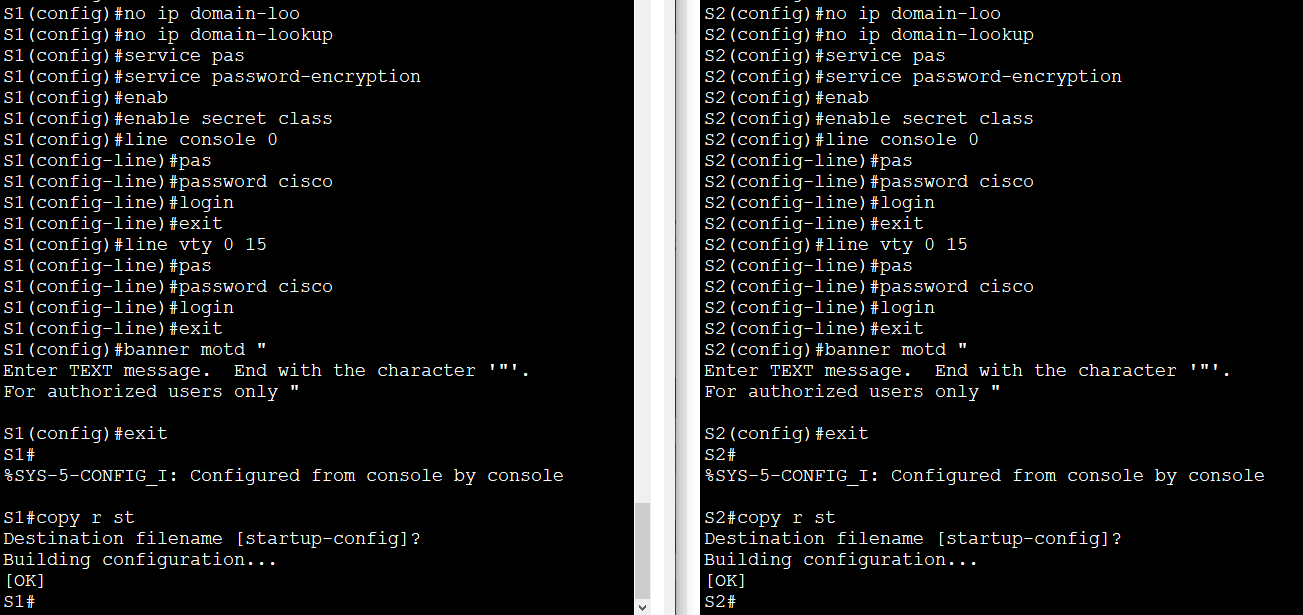 S1(config)#no ip domain-loo
S1(config)#no ip domain-lookup
S1(config)#service pas
S1(config)#service password-encryption
S1(config)#enab
S1(config)#enable secret class
S1(config)#line console 0
S1(config-line)#pas
S1(config-line)#password cisco
S1(config-line)#login
S1(config-line)#exit
S1(config)#line vty 0 15
S1(config-line)#pas
S1(config-line)#password cisco
S1(config-line)#login
S1(config-line)#exit
S1(config)#banner motd "
Enter TEXT message.  End with the character '"'.
For authorized users only "

S1(config)#exit
S1#
%SYS-5-CONFIG_I: Configured from console by console

S1#copy r st
Destination filename [startup-config]?
Building configuration...
[OK]
S1#
S2(config)#no ip domain-loo
S2(config)#no ip domain-lookup
S2(config)#service pas
S2(config)#service password-encryption
S2(config)#enab
S2(config)#enable secret class
S2(config)#line console 0
S2(config-line)#pas
S2(config-line)#password cisco
S2(config-line)#login
S2(config-line)#exit
S2(config)#line vty 0 15
S2(config-line)#pas
S2(config-line)#password cisco
S2(config-line)#login
S2(config-line)#exit
S2(config)#banner motd "
Enter TEXT message.  End with the character '"'.
For authorized users only "

S2(config)#exit
S2#
%SYS-5-CONFIG_I: Configured from console by console

S2#copy r st
Destination filename [startup-config]?
Building configuration...
[OK]
S2#